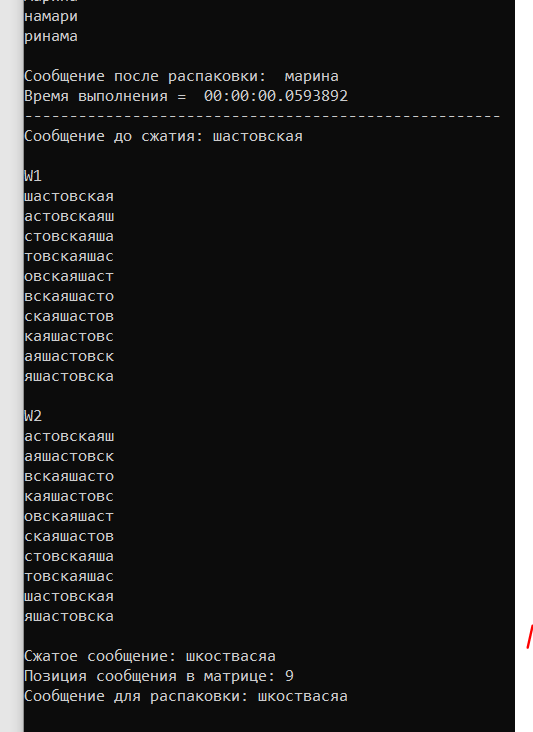 намари
ринама
Сообщение после распаковки:  марина
Время выполнения =  00:00:00.0593892
-----------------------------------------------------
Сообщение до сжатия: шастовская
W1
шастовская
астовскаяш
стовскаяша
товскаяшас
овскаяшаст
вскаяшасто
скаяшастов
каяшастовс
аяшастовск
яшастовска
W2
астовскаяш
аяшастовск
вскаяшасто
каяшастовс
овскаяшаст
скаяшастов
стовскаяша
товскаяшас
шастовская
яшастовска
Сжатое сообщение: шкоствасяа
Позиция сообщения в матрице: 9
Сообщение для распаковки: шкоствасяа